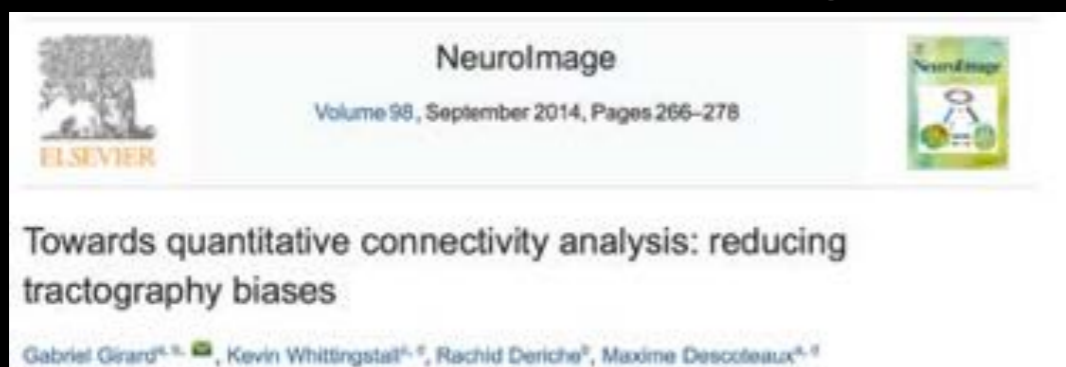 NeuroImage
Volume 98, September 2014, Pages 266–278
ELSEVIER
NeuroImage
Towards quantitative connectivity analysis: reducing
tractography biases
Gabriel Girard, Kevin Whittingstall, Rachid Deriche, Maxime Descoteaux